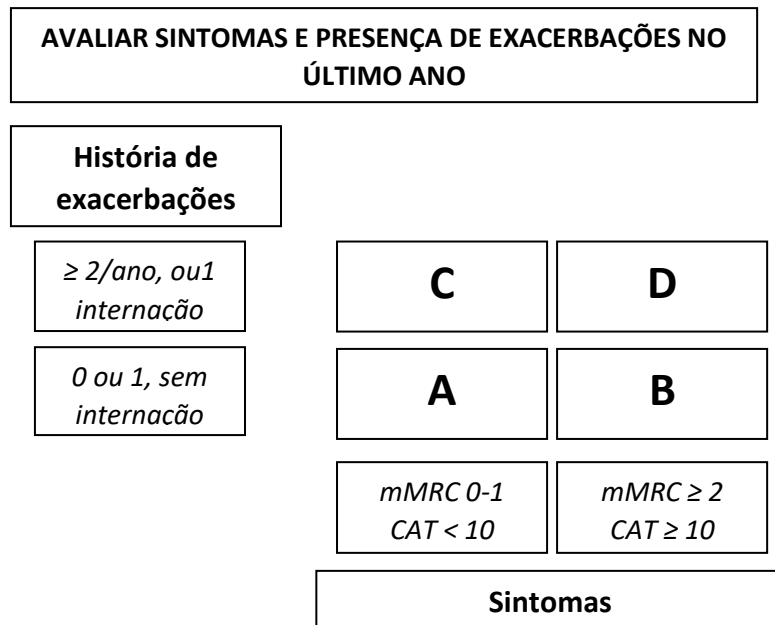 AVALIAR SINTOMAS E PRESENÇA DE EXACERBAÇÕES NO
ÚLTIMO ANO
História de
exacerbações
≥ 2/ano, ou1
internação
C
D
0 ou 1, sem
internação
A
B
mMRC 0-1
CAT < 10
mMRC ≥ 2
CAT ≥ 10
Sintomas